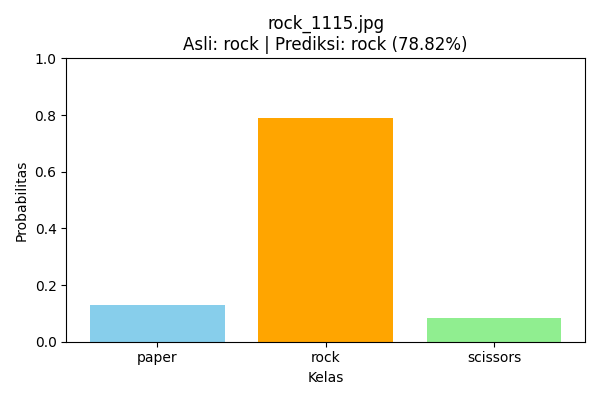 rock_1115.jpg
Asli: rock | Prediksi: rock (78.82%)
1.0
0.8
0.6
0.4
0.2
0.0
Probabilitas
paper
rock
scissors
Kelas